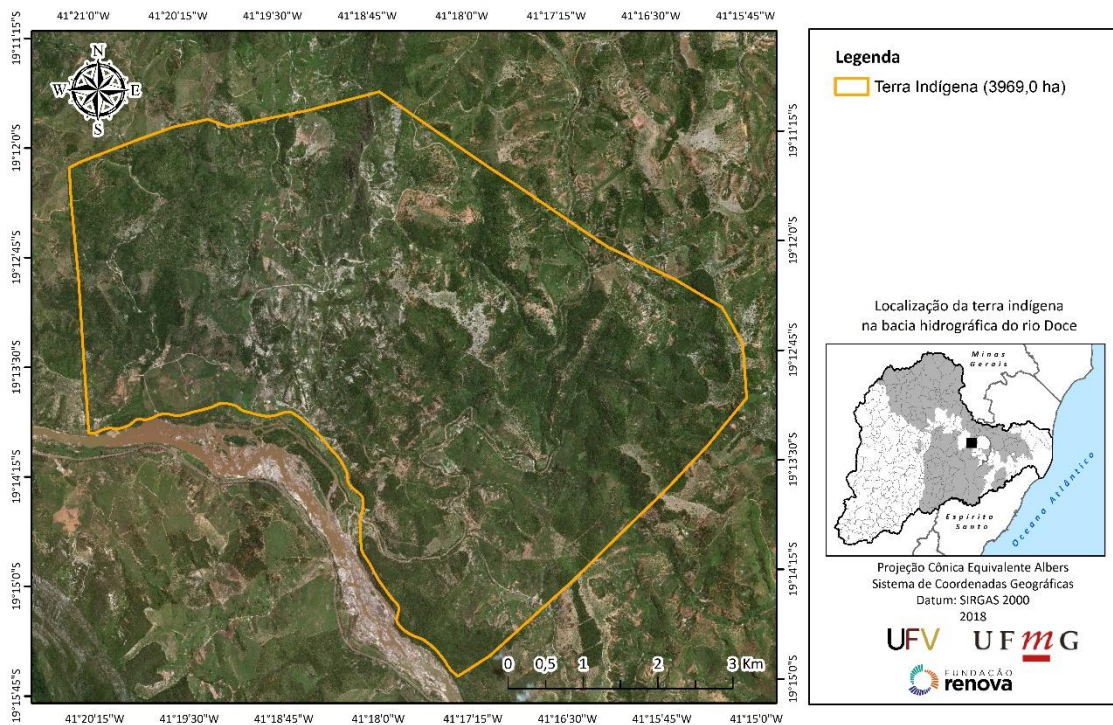 41°21'0"W 41°20'15"W 41°19'30"W 41°18'45"W 41°18'0"W 41°17'15"W 41°16'30"W 41°15'45"W
19°11'15"S
19°12'0"S
19°12'45"S
19°13'30"S
19°14'15"S
19°15'0"S
19°15'45"S
N
W E
S
19°11'15"S
19°12'0"S
19°12'45"S
19°13'30"S
19°14'15"S
19°15'0"S
0 0,5 1 2 3 Km
41°20'15"W 41°19'30"W 41°18'45"W 41°18'0"W 41°17'15"W 41°16'30"W 41°15'45"W 41°15'0"W
Legenda
Terra Indígena (3969,0 ha)
Localização da terra indígena
na bacia hidrográfica do rio Doce
Minas
Gerais
Espírito
Santo
Oceano Atlântico
Projeção Cônica Equivalente Albers
Sistema de Coordenadas Geográficas
Datum: SIRGAS 2000
2018
UFV UFmG
FUNDAÇÃO
renova